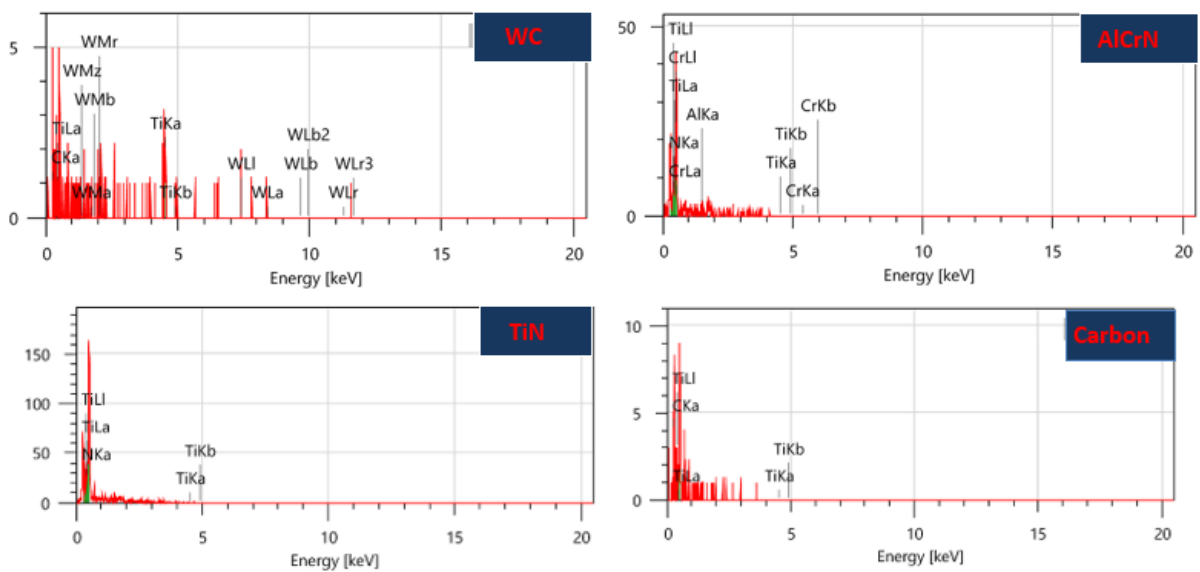 WC
5
0
WMr
WMz
WMb
TiLa
CKa
WMa
TiKa
TiKb
WLl
WLa
WLb2
WLb
WLr3
WLr
0 5 10 15 20
Energy [keV]
AlCrN
50
0
TiLl
CrLl
TiLa
AlKa
NKa
CrLa
CrKb
TiKb
TiKa
CrKa
0 5 10 15 20
Energy [keV]
TiN
150
100
50
0
TiLl
TiLa
NKa
TiKb
TiKa
0 5 10 15 20
Energy [keV]
Carbon
10
5
0
TiLl
CKa
TiLa
TiKb
TiKa
0 5 10 15 20
Energy [keV]